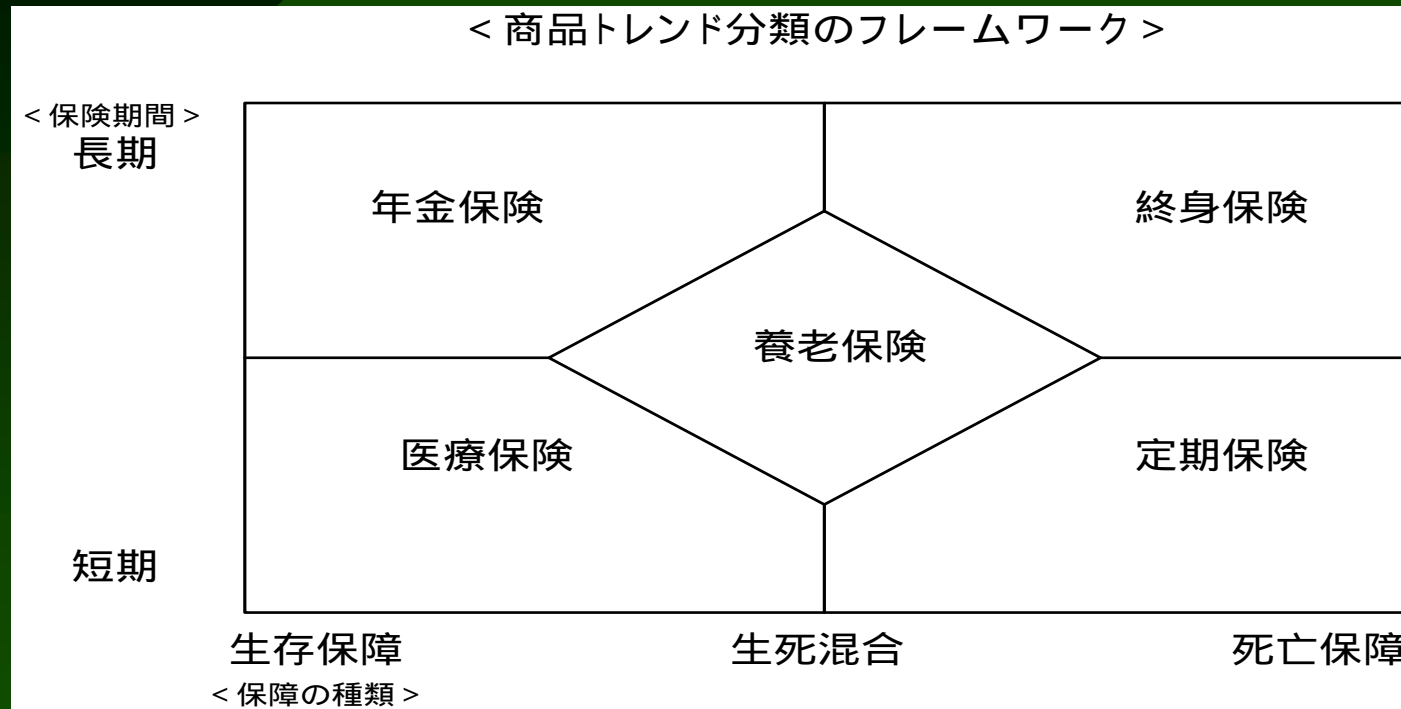 <商品トレンド分類のフレームワーク>
<保険期間>
長期
年金保険
終身保険
養老保険
医療保険
定期保険
短期
生存保障
生死混合
死亡保障
<保障の種類>